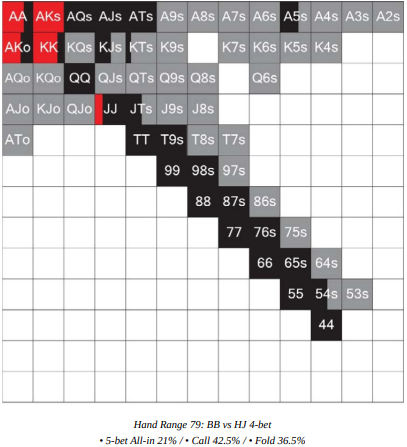 AA AKs AQs AJs ATs A9s A8s A7s A6s A5s A4s A3s A2s
AKo KK KQs KJs KTs K9s K7s K6s K5s K4s
AQo KQo QQ QJs QTs Q9s Q8s Q6s
AJo KJo QJo JJ JTs J9s J8s
ATo TT T9s T8s T7s
99 98s 97s
88 87s 86s
77 76s 75s
66 65s 64s
55 54s 53s
44
Hand Range 79: BB vs HJ 4-bet
• 5-bet All-in 21% / • Call 42.5% / • Fold 36.5%